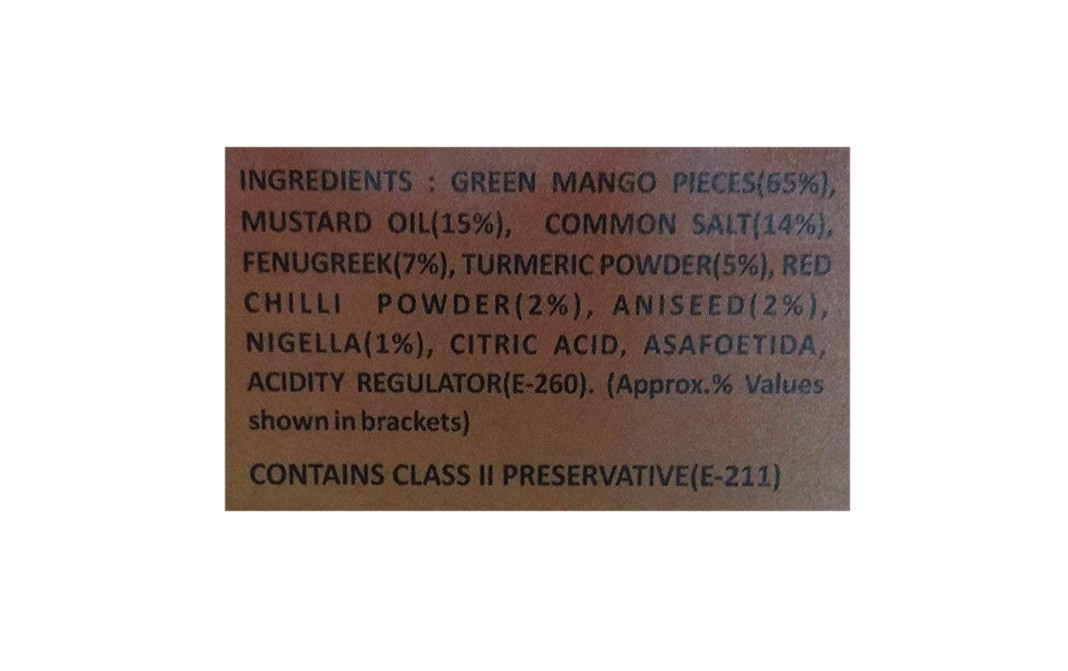 INGREDIENTS : GREEN MANGO PIECES(65%),
MUSTARD OIL(15%), COMMON SALT(14%),
FENUGREEK(7%), TURMERIC POWDER(5%), RED
CHILLI POWDER(2%), ANISEED(2%),
NIGELLA(1%), CITRIC ACID, ASAFOETIDA,
ACIDITY REGULATOR(E-260). (Approx.% Values
shown in brackets)
CONTAINS CLASS II PRESERVATIVE(E-211)